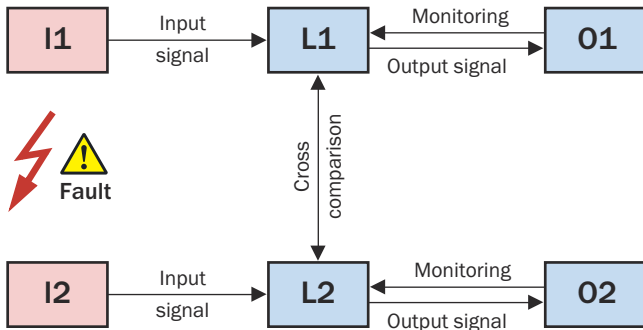 I1
Input
signal
L1
Monitoring
Output signal
O1
Fault
Cross
comparison
I2
Input
signal
L2
Monitoring
Output signal
O2